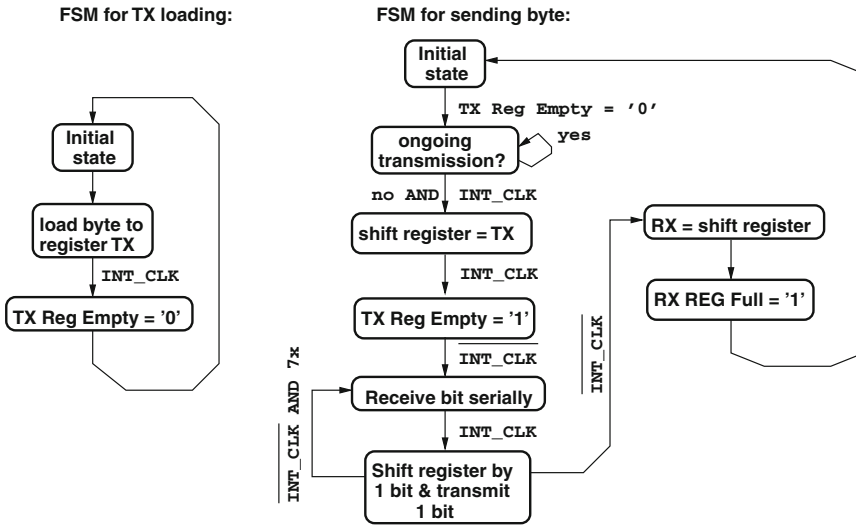 FSM for TX loading:
Initial
state
load byte to
register TX
INT_CLK
TX Reg Empty = ’0’
FSM for sending byte:
Initial
state
TX Reg Empty = ’0’
ongoing
transmission?
yes
no AND INT_CLK
shift register = TX
INT_CLK
TX Reg Empty = ’1’
INT_CLK
Receive bit serially
INT_CLK
Shift register by
1 bit & transmit
1 bit
INT_CLK AND 7x
INT_CLK
RX = shift register
RX REG Full = ’1’